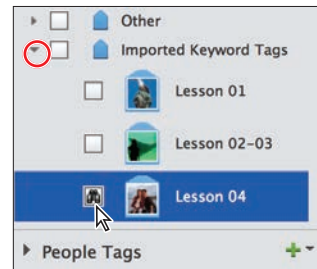 Other
Imported Keyword Tags
Lesson 01
Lesson 02–03
Lesson 04
People Tags